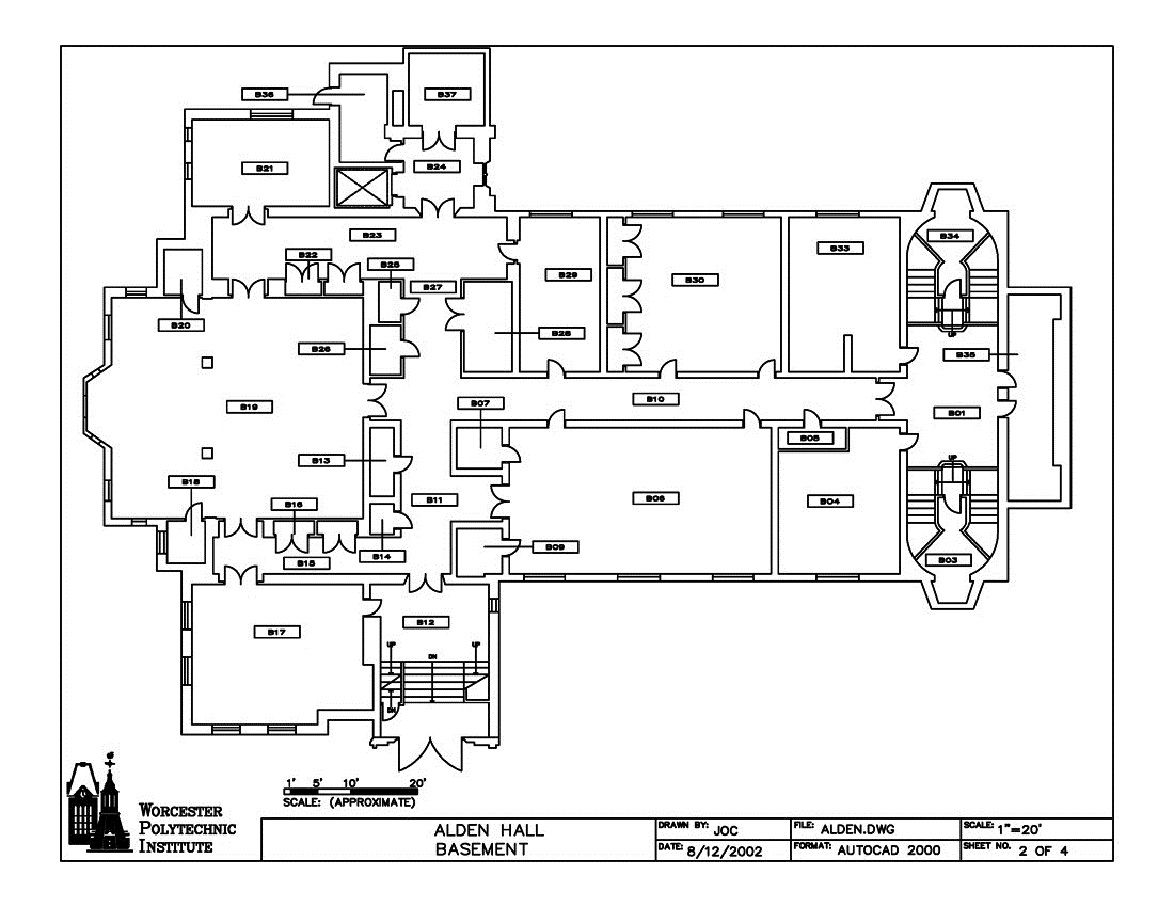 B36
B37
B21
B24
B23
B34
B22
B25
B33
B29
B30
B27
B20
B28
UP
B26
B35
B07
B10
B19
B01
B05
B13
UP
B18
B16
B11
B06
B04
B14
B09
B15
B03
B12
B17
UP
DN
UP
DN
1" 5' 10' 20'
SCALE: (APPROXIMATE)
WORCESTER
POLYTECHNIC
INSTITUTE
ALDEN HALL
BASEMENT
DRAWN BY: JOC
FILE: ALDEN.DWG
SCALE: 1"=20'
DATE: 8/12/2002
FORMAT: AUTOCAD 2000
SHEET NO. 2 OF 4